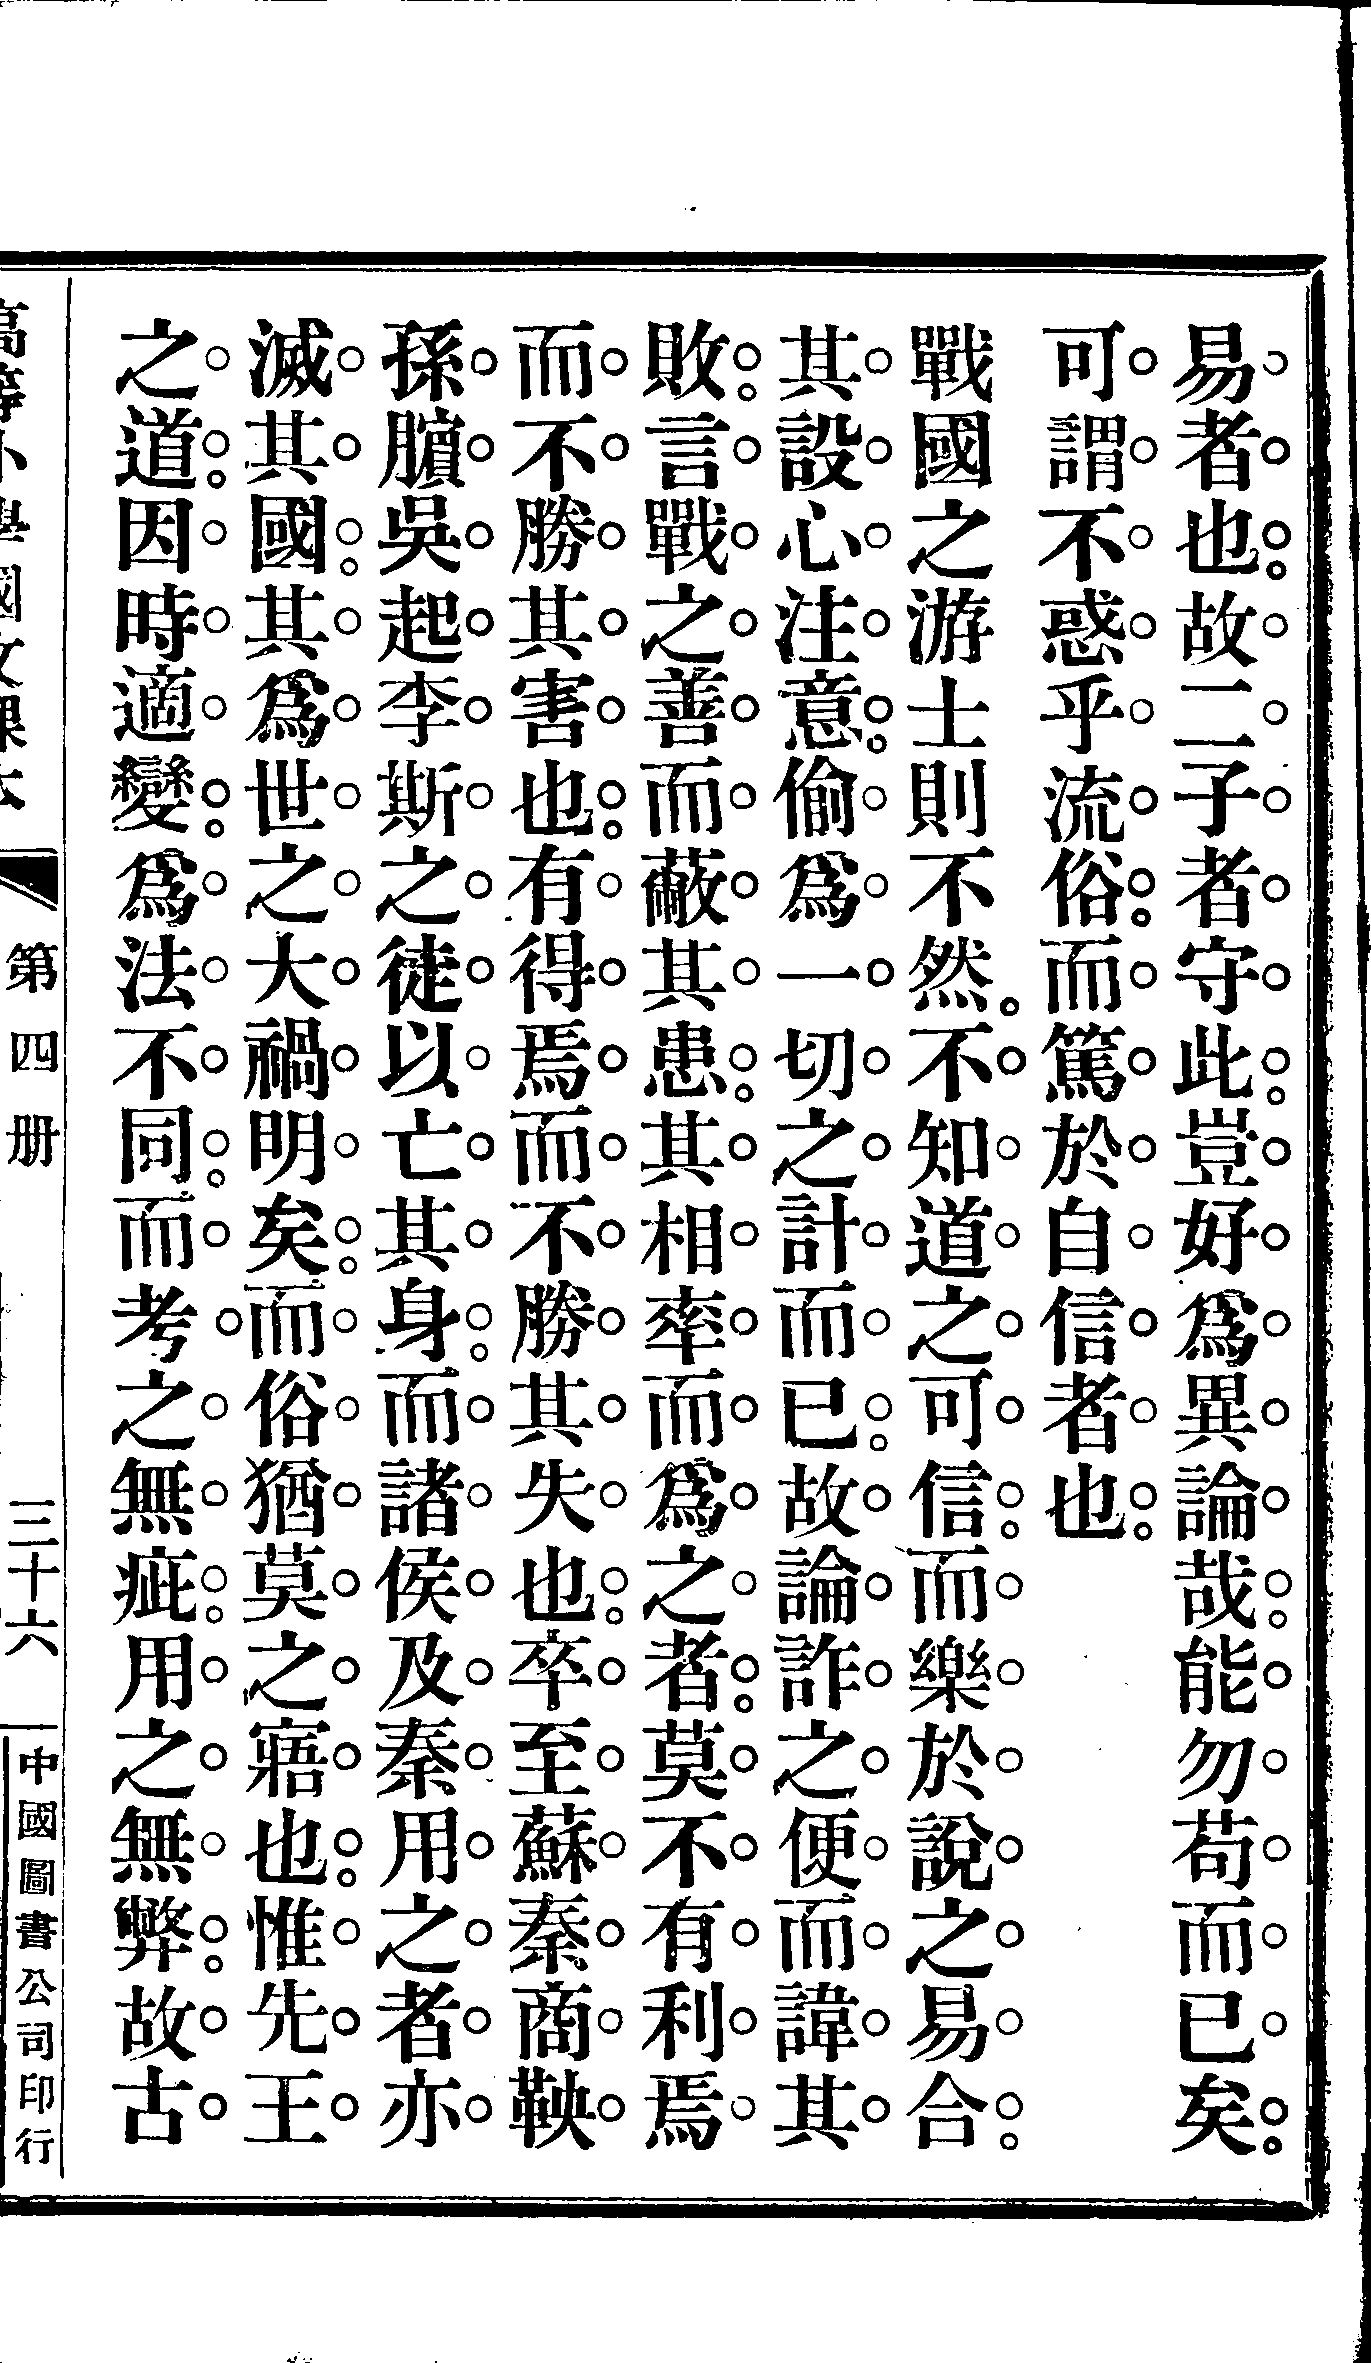 易者也故二子者守此豈好爲異論哉能勿苟而已矣
可謂不惑乎流俗而篤於自信者也
戰國之游士則不然不知道之可信而樂於說之易合
其設心注意偷爲一切之計而已故論詐之便而諱其
敗言戰之善而蔽其患其相率而爲之者莫不有利焉
而不勝其害也有得焉而不勝其失也卒至蘇秦商鞅
孫臏吳起李斯之徒以亡其身而諸侯及秦用之者亦
滅其國其爲世之大禍明矣而俗猶莫之寤也惟先王
之道因時適變爲法不同而考之無疵用之無弊故古
高等小學國文課本
第四册
三十六
中國圖書公司印行